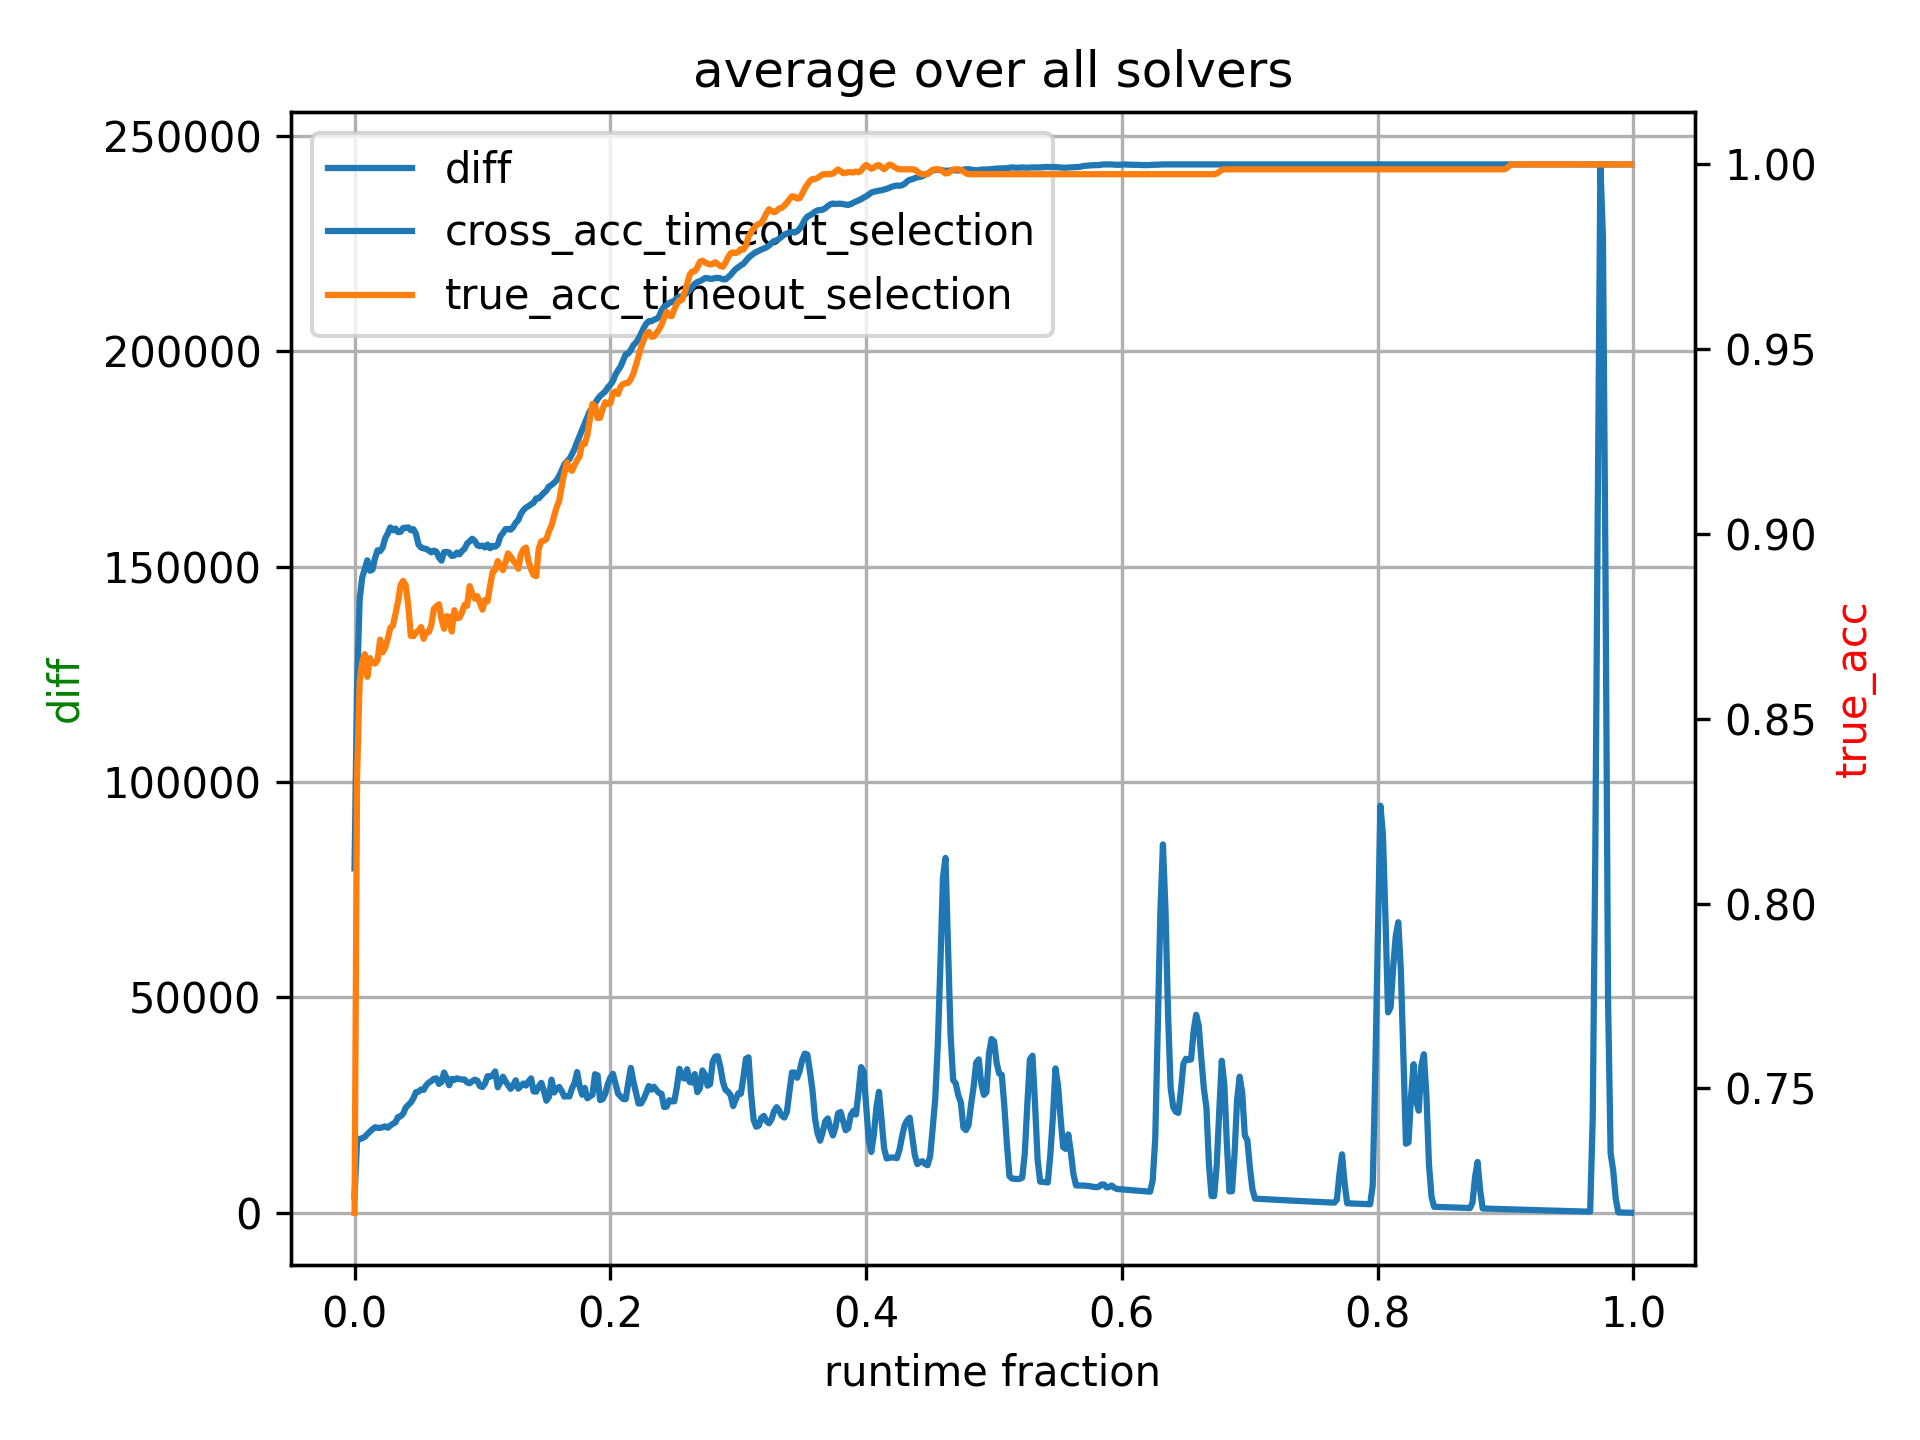 average over all solvers
diff
cross_acc_timeout_selection
true_acc_timeout_selection
250000
200000
150000
100000
50000
0
diff
1.00
0.95
0.90
0.85
0.80
0.75
true_acc
0.0 0.2 0.4 0.6 0.8 1.0
runtime fraction